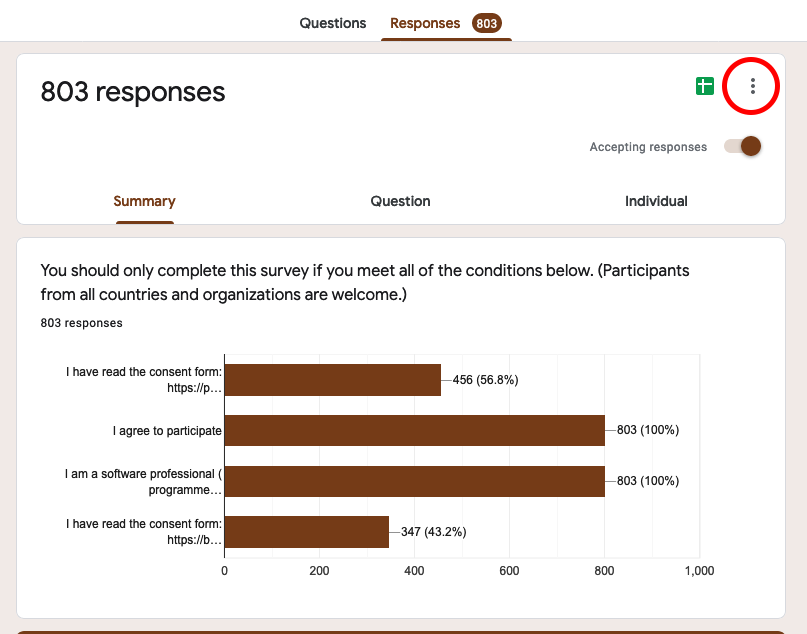 Questions
Responses
803
803 responses
Accepting responses
Summary
Question
Individual
You should only complete this survey if you meet all of the conditions below. (Participants
from all countries and organizations are welcome.)
803 responses
I have read the consent form:
https://p…
456 (56.8%)
I agree to participate
803 (100%)
I am a software professional (
programme…
803 (100%)
I have read the consent form:
https://b…
347 (43.2%)
0
200
400
600
800
1,000